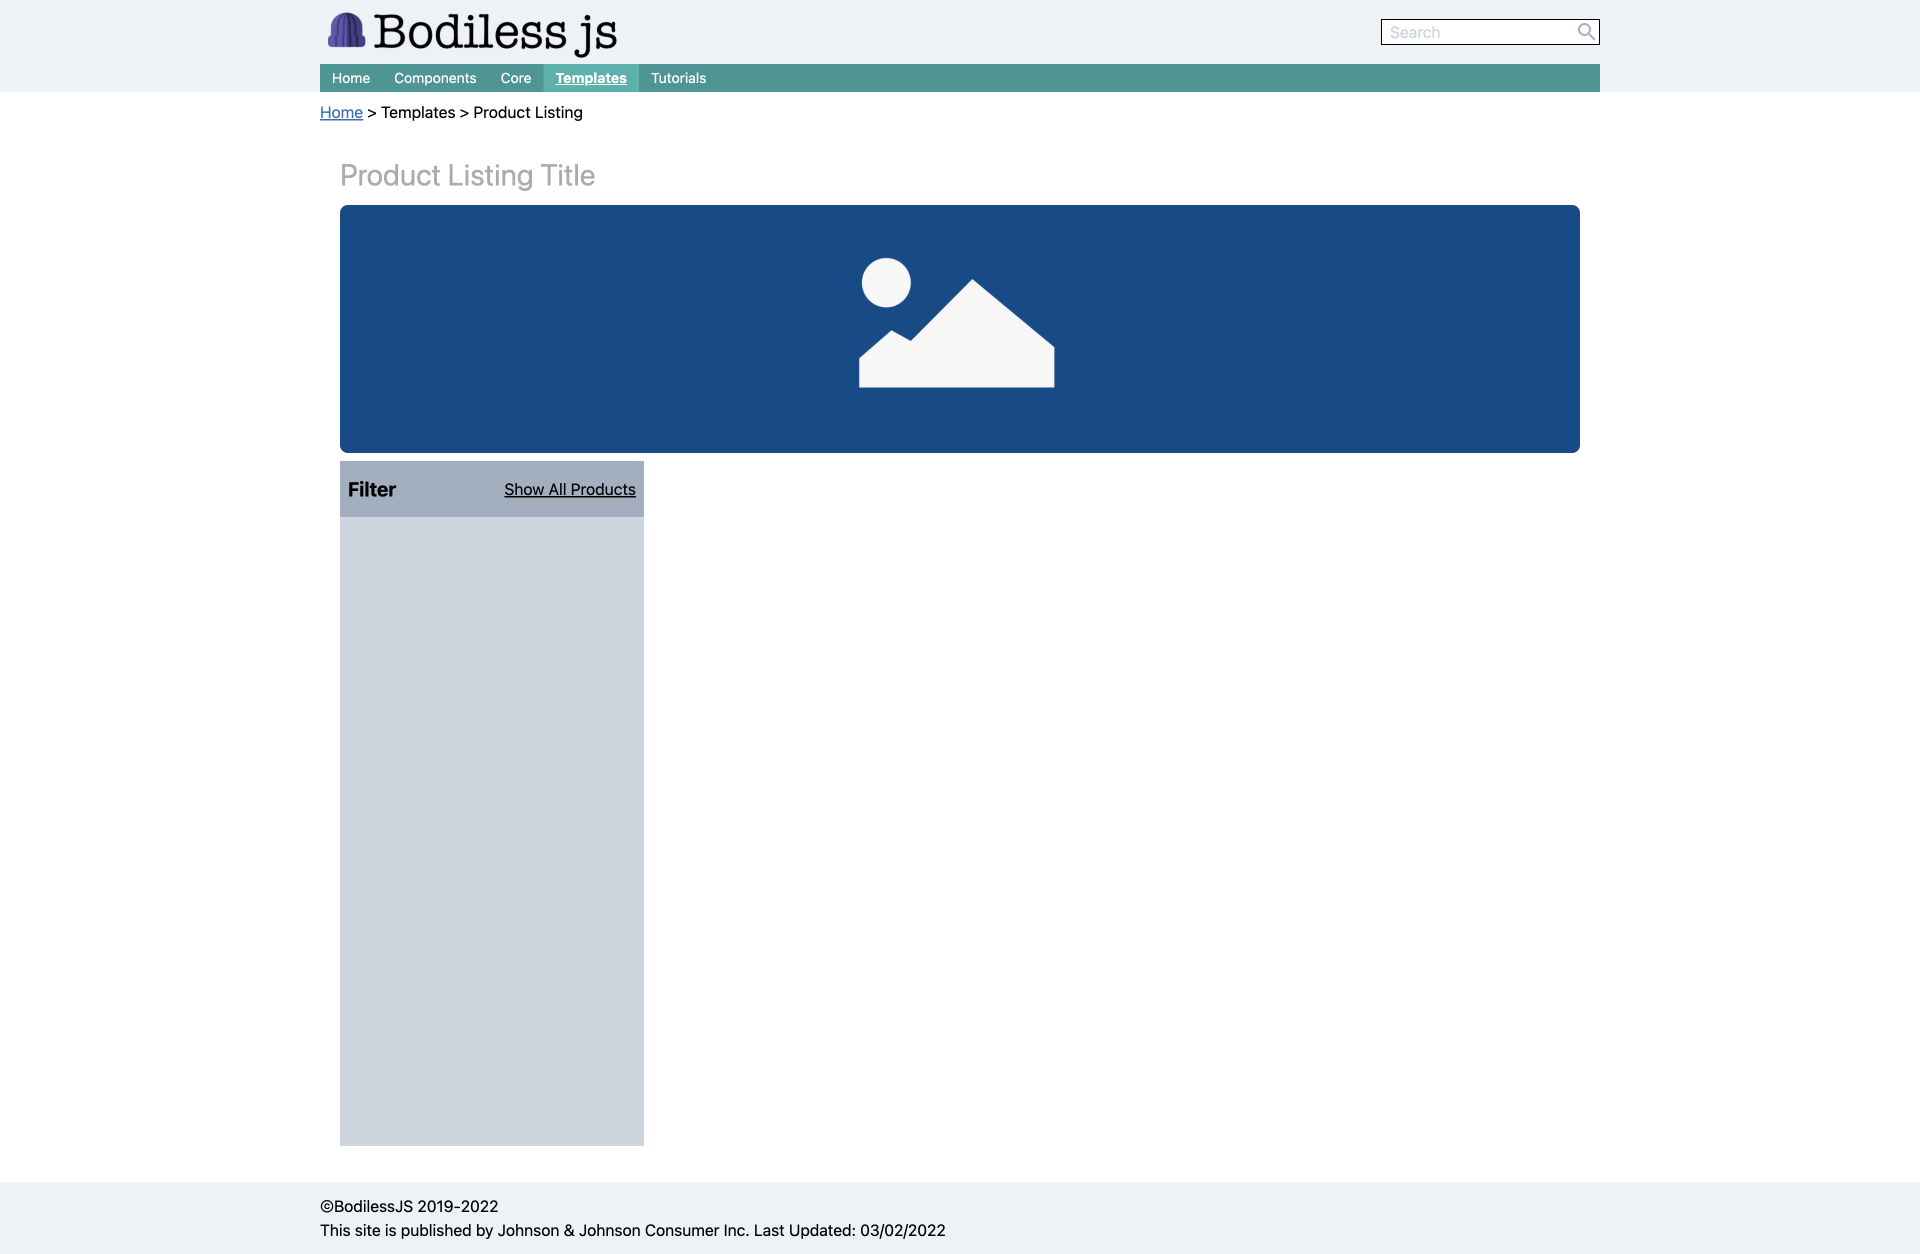 Bodiless js
Search
Home Components Core Templates Tutorials
Home > Templates > Product Listing
Product Listing Title
Filter Show All Products
©BodilessJS 2019-2022
This site is published by Johnson & Johnson Consumer Inc. Last Updated: 03/02/2022